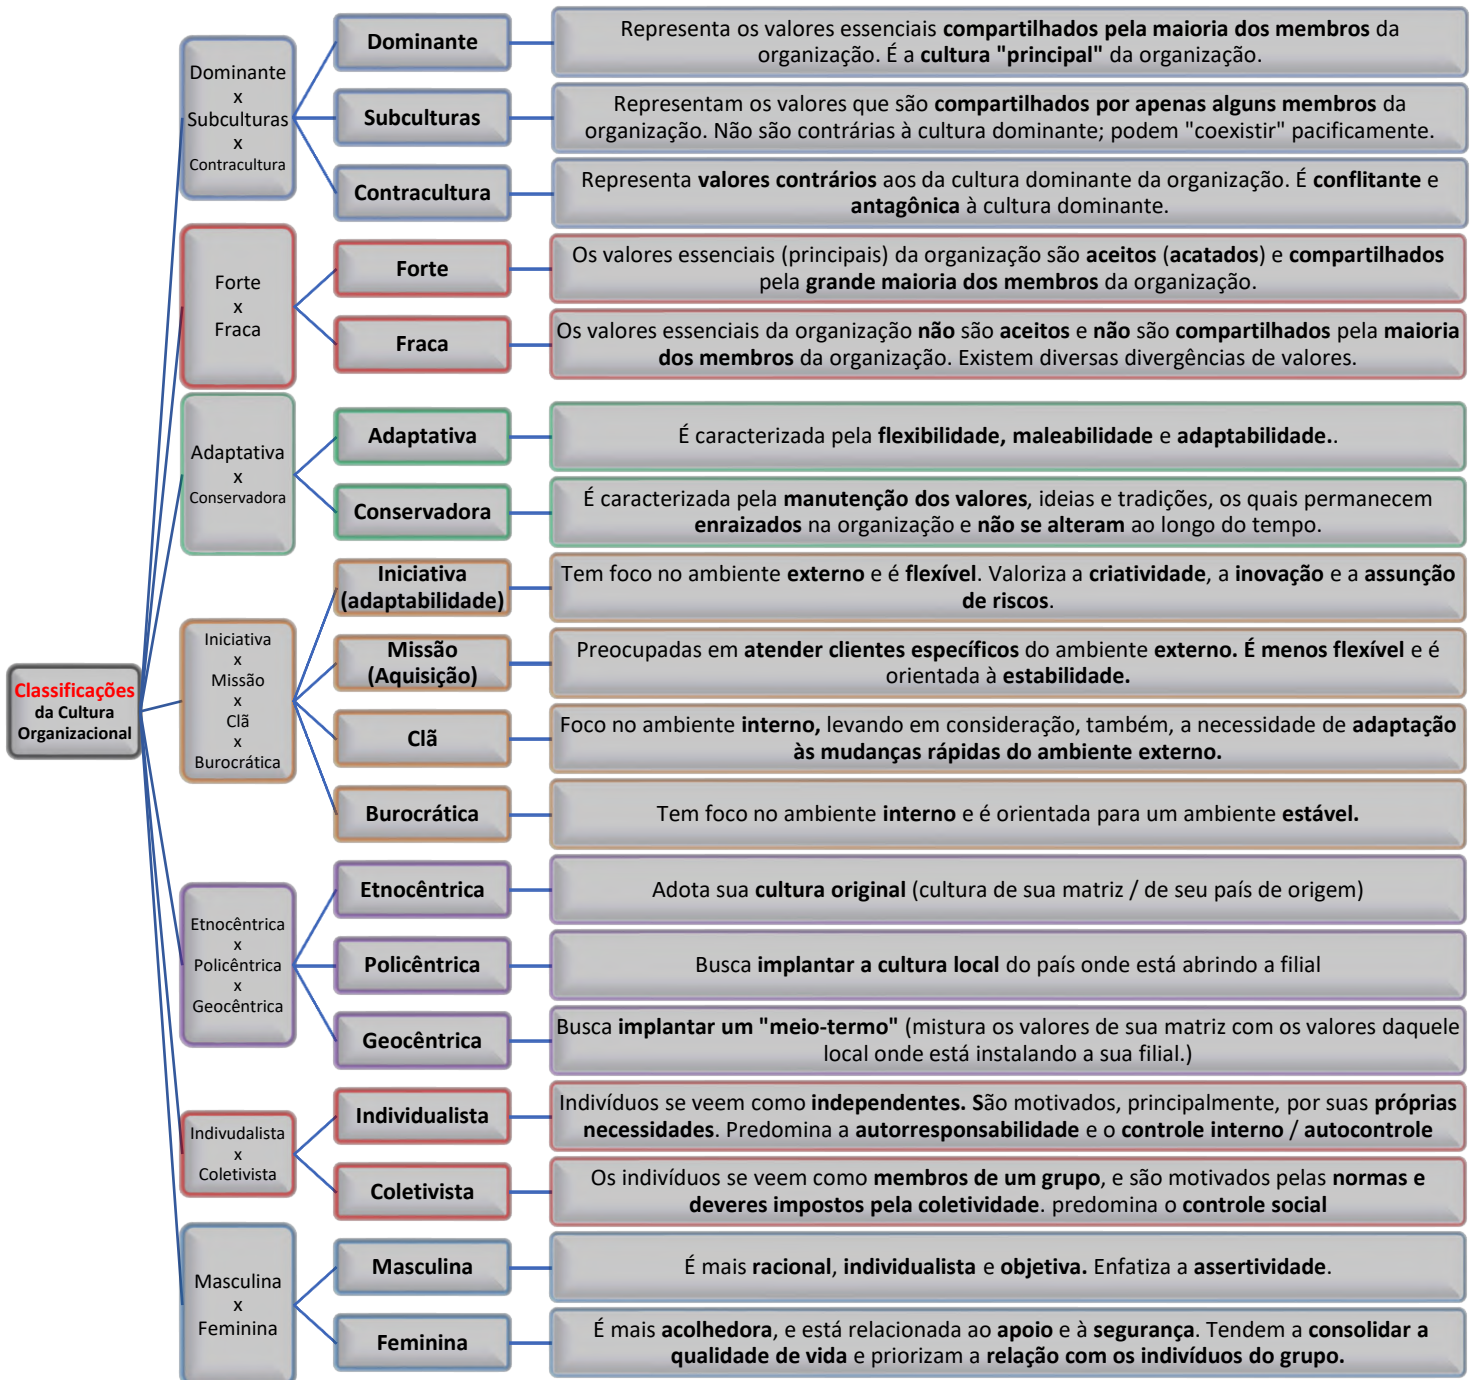 Classificações
da Cultura
Organizacional
Dominante
x
Subculturas
x
Contracultura
Dominante
Representa os valores essenciais compartilhados pela maioria dos membros da
organização. É a cultura "principal" da organização.
Subculturas
Representam os valores que são compartilhados por apenas alguns membros da
organização. Não são contrárias à cultura dominante; podem "coexistir" pacificamente.
Contracultura
Representa valores contrários aos da cultura dominante da organização. É conflitante e
antagônica à cultura dominante.
Forte
x
Fraca
Forte
Os valores essenciais (principais) da organização são aceitos (acatados) e compartilhados
pela grande maioria dos membros da organização.
Fraca
Os valores essenciais da organização não são aceitos e não são compartilhados pela maioria
dos membros da organização. Existem diversas divergências de valores.
Adaptativa
x
Conservadora
Adaptativa
É caracterizada pela flexibilidade, maleabilidade e adaptabilidade..
Conservadora
É caracterizada pela manutenção dos valores, ideias e tradições, os quais permanecem
enraizados na organização e não se alteram ao longo do tempo.
Iniciativa
x
Missão
x
Clã
x
Burocrática
Iniciativa
(adaptabilidade)
Tem foco no ambiente externo e é flexível. Valoriza a criatividade, a inovação e a assunção
de riscos.
Missão
(Aquisição)
Preocupadas em atender clientes específicos do ambiente externo. É menos flexível e é
orientada à estabilidade.
Clã
Foco no ambiente interno, levando em consideração, também, a necessidade de adaptação
às mudanças rápidas do ambiente externo.
Burocrática
Tem foco no ambiente interno e é orientada para um ambiente estável.
Etnocêntrica
x
Policêntrica
x
Geocêntrica
Etnocêntrica
Adota sua cultura original (cultura de sua matriz / de seu país de origem)
Policêntrica
Busca implantar a cultura local do país onde está abrindo a filial
Geocêntrica
Busca implantar um "meio-termo" (mistura os valores de sua matriz com os valores daquele
local onde está instalando a sua filial.)
Indivudalista
x
Coletivista
Individualista
Indivíduos se veem como independentes. São motivados, principalmente, por suas próprias
necessidades. Predomina a autorresponsabilidade e o controle interno / autocontrole
Coletivista
Os indivíduos se veem como membros de um grupo, e são motivados pelas normas e
deveres impostos pela coletividade. predomina o controle social
Masculina
x
Feminina
Masculina
É mais racional, individualista e objetiva. Enfatiza a assertividade.
Feminina
É mais acolhedora, e está relacionada ao apoio e à segurança. Tendem a consolidar a
qualidade de vida e priorizam a relação com os indivíduos do grupo.